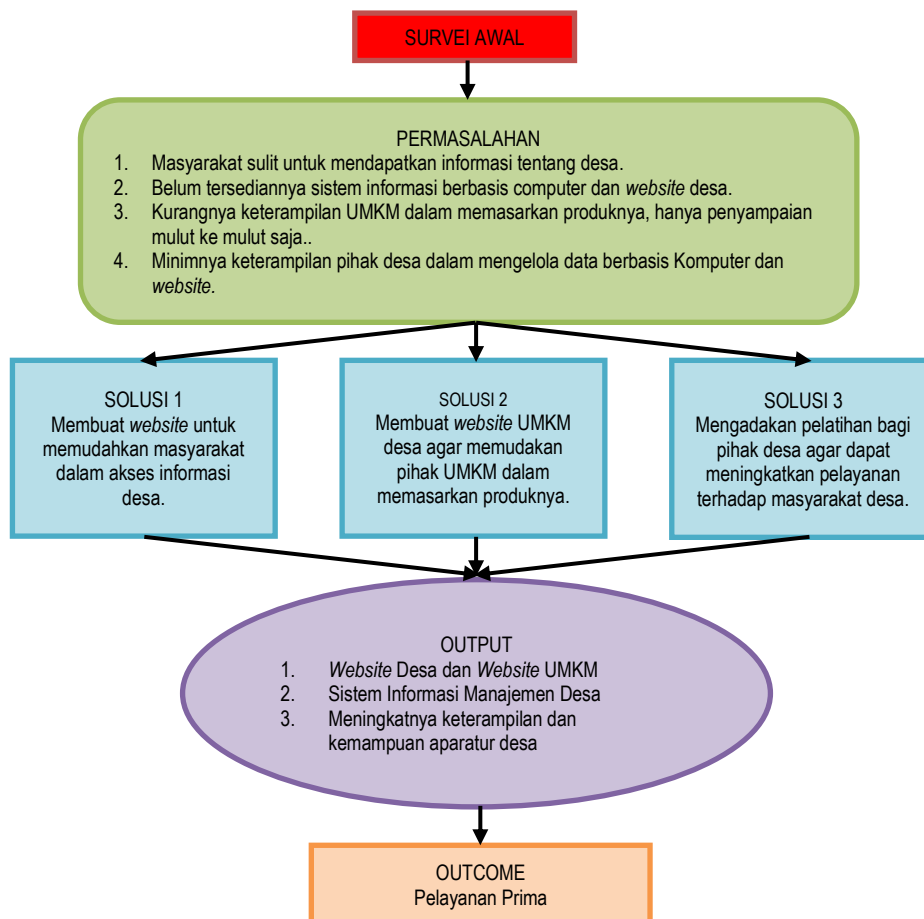 SURVEI AWAL
PERMASALAHAN
1. Masyarakat sulit untuk mendapatkan informasi tentang desa.
2. Belum tersediannya sistem informasi berbasis computer dan website desa.
3. Kurangnya keterampilan UMKM dalam memasarkan produknya, hanya penyampaian
mulut ke mulut saja..
4. Minimnya keterampilan pihak desa dalam mengelola data berbasis Komputer dan
website.
SOLUSI 1
Membuat website untuk
memudahkan masyarakat
dalam akses informasi
desa.
SOLUSI 2
Membuat website UMKM
desa agar memudakan
pihak UMKM dalam
memasarkan produknya.
SOLUSI 3
Mengadakan pelatihan bagi
pihak desa agar dapat
meningkatkan pelayanan
terhadap masyarakat desa.
OUTPUT
1. Website Desa dan Website UMKM
2. Sistem Informasi Manajemen Desa
3. Meningkatnya keterampilan dan
kemampuan aparatur desa
OUTCOME
Pelayanan Prima